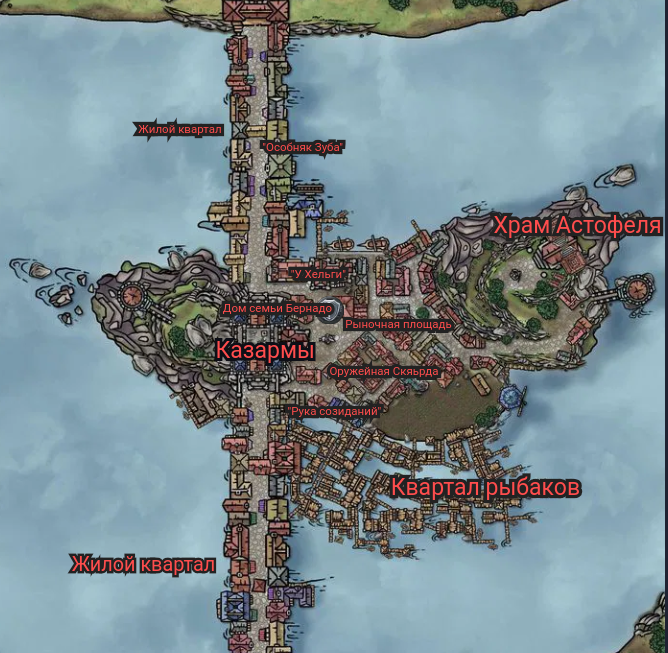 Жилой квартал
"Особняк Зуба"
Храм Астофеля
"У Хельги"
Дом семьи Бернадо
Рыночная площадь
Казармы
Оружейная Скяьрда
"Рука созиданий"
Квартал рыбаков
Жилой квартал